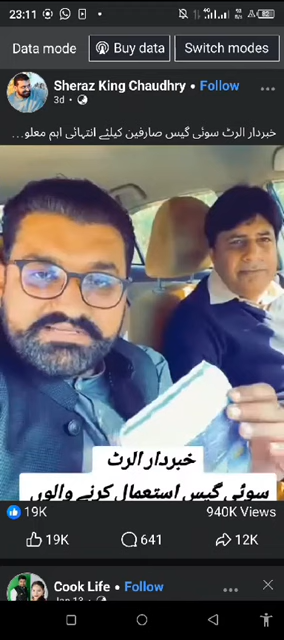 23:11
Data mode
Buy data
Switch modes
Sheraz King Chaudhry • Follow
3d
خبردار الرٹ سوئی گیس صارفین کیلئے انتہائی اہم معلو...
خبردار الرٹ
سوئی گیس استعمال کرنے والوں
19K
940K Views
19K
641
12K
Cook Life • Follow
Jan 13